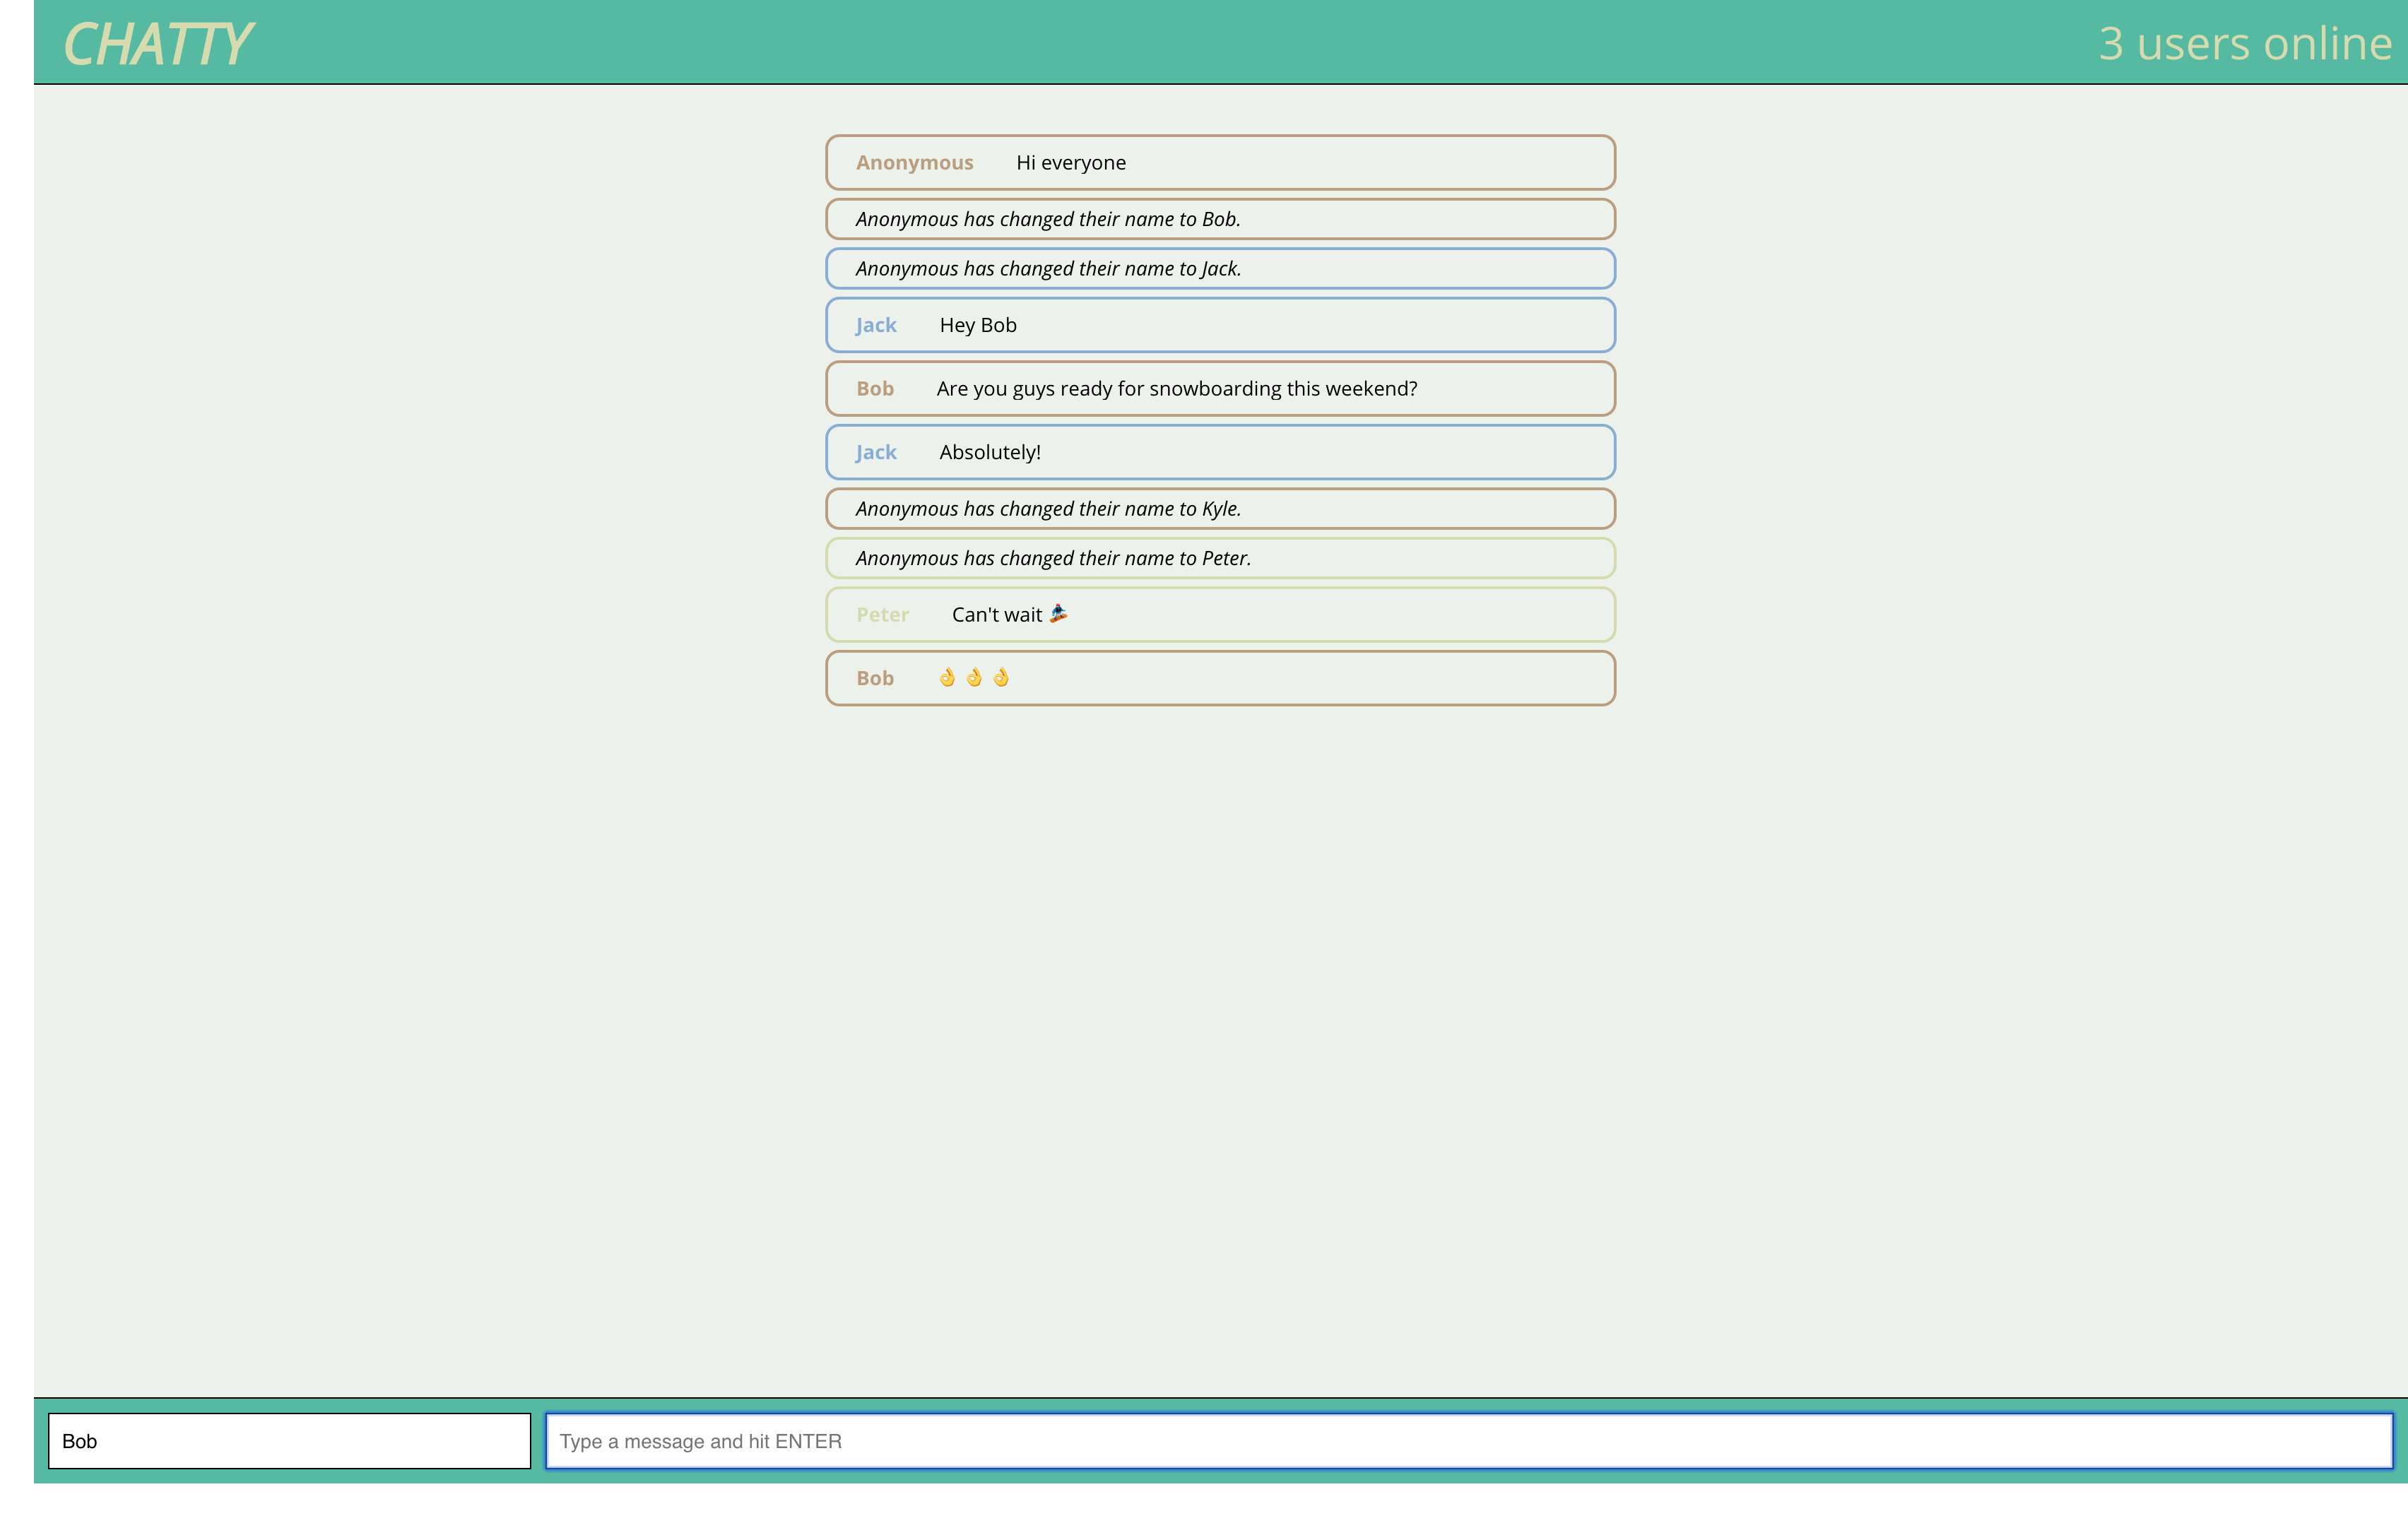 CHATTY
3 users online
Anonymous Hi everyone
Anonymous has changed their name to Bob.
Anonymous has changed their name to Jack.
Jack Hey Bob
Bob Are you guys ready for snowboarding this weekend?
Jack Absolutely!
Anonymous has changed their name to Kyle.
Anonymous has changed their name to Peter.
Peter Can't wait 🏂
Bob 👌 👌 👌
Bob
Type a message and hit ENTER